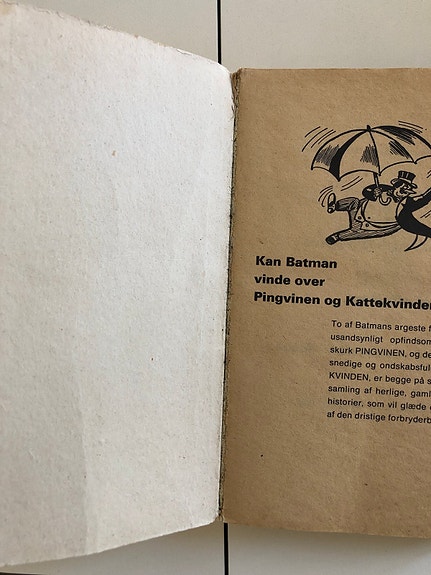 Kan Batman
vinde over
Pingvinen og Kattekvinden
To af Batmans argeste f
usandsynligt opfindsom
skurk PINGVINEN, og de
snedige og ondskabsful
KVINDEN, er begge på s
samling af herlige, gaml
historier, som vil glæde
af den dristige forbryderb